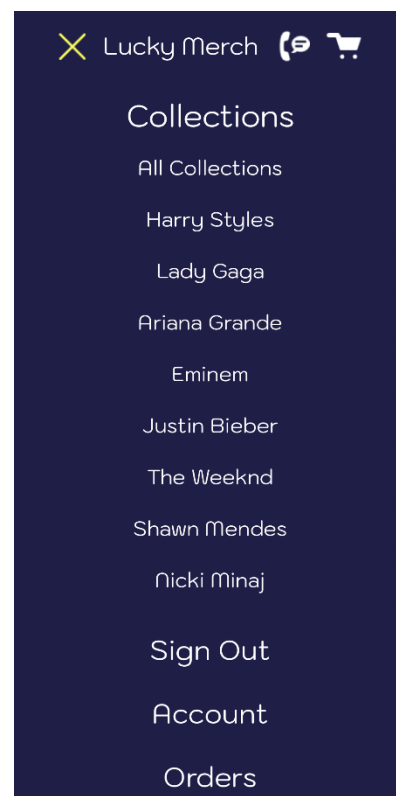 Lucky Merch
Collections
All Collections
Harry Styles
Lady Gaga
Ariana Grande
Eminem
Justin Bieber
The Weeknd
Shawn Mendes
Nicki Minaj
Sign Out
Account
Orders